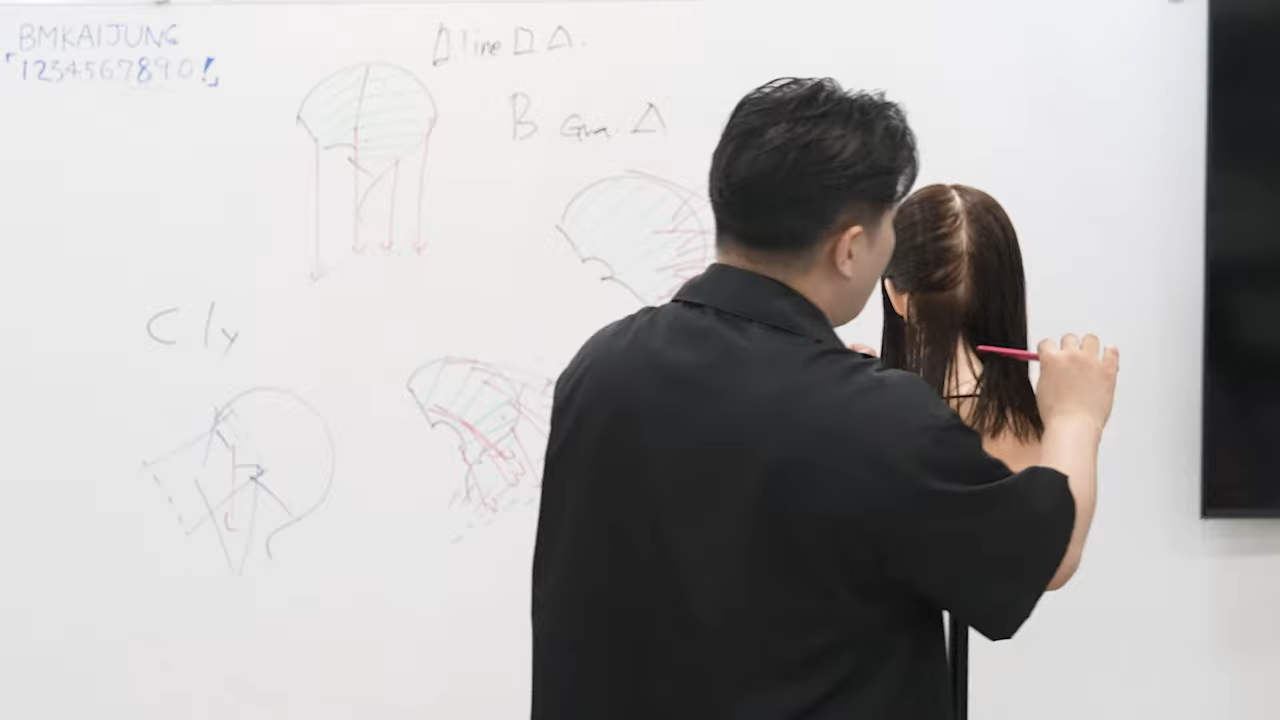 BMKAIJUNG
「1234567890!」
A line □ △.
B Gra △
C / y